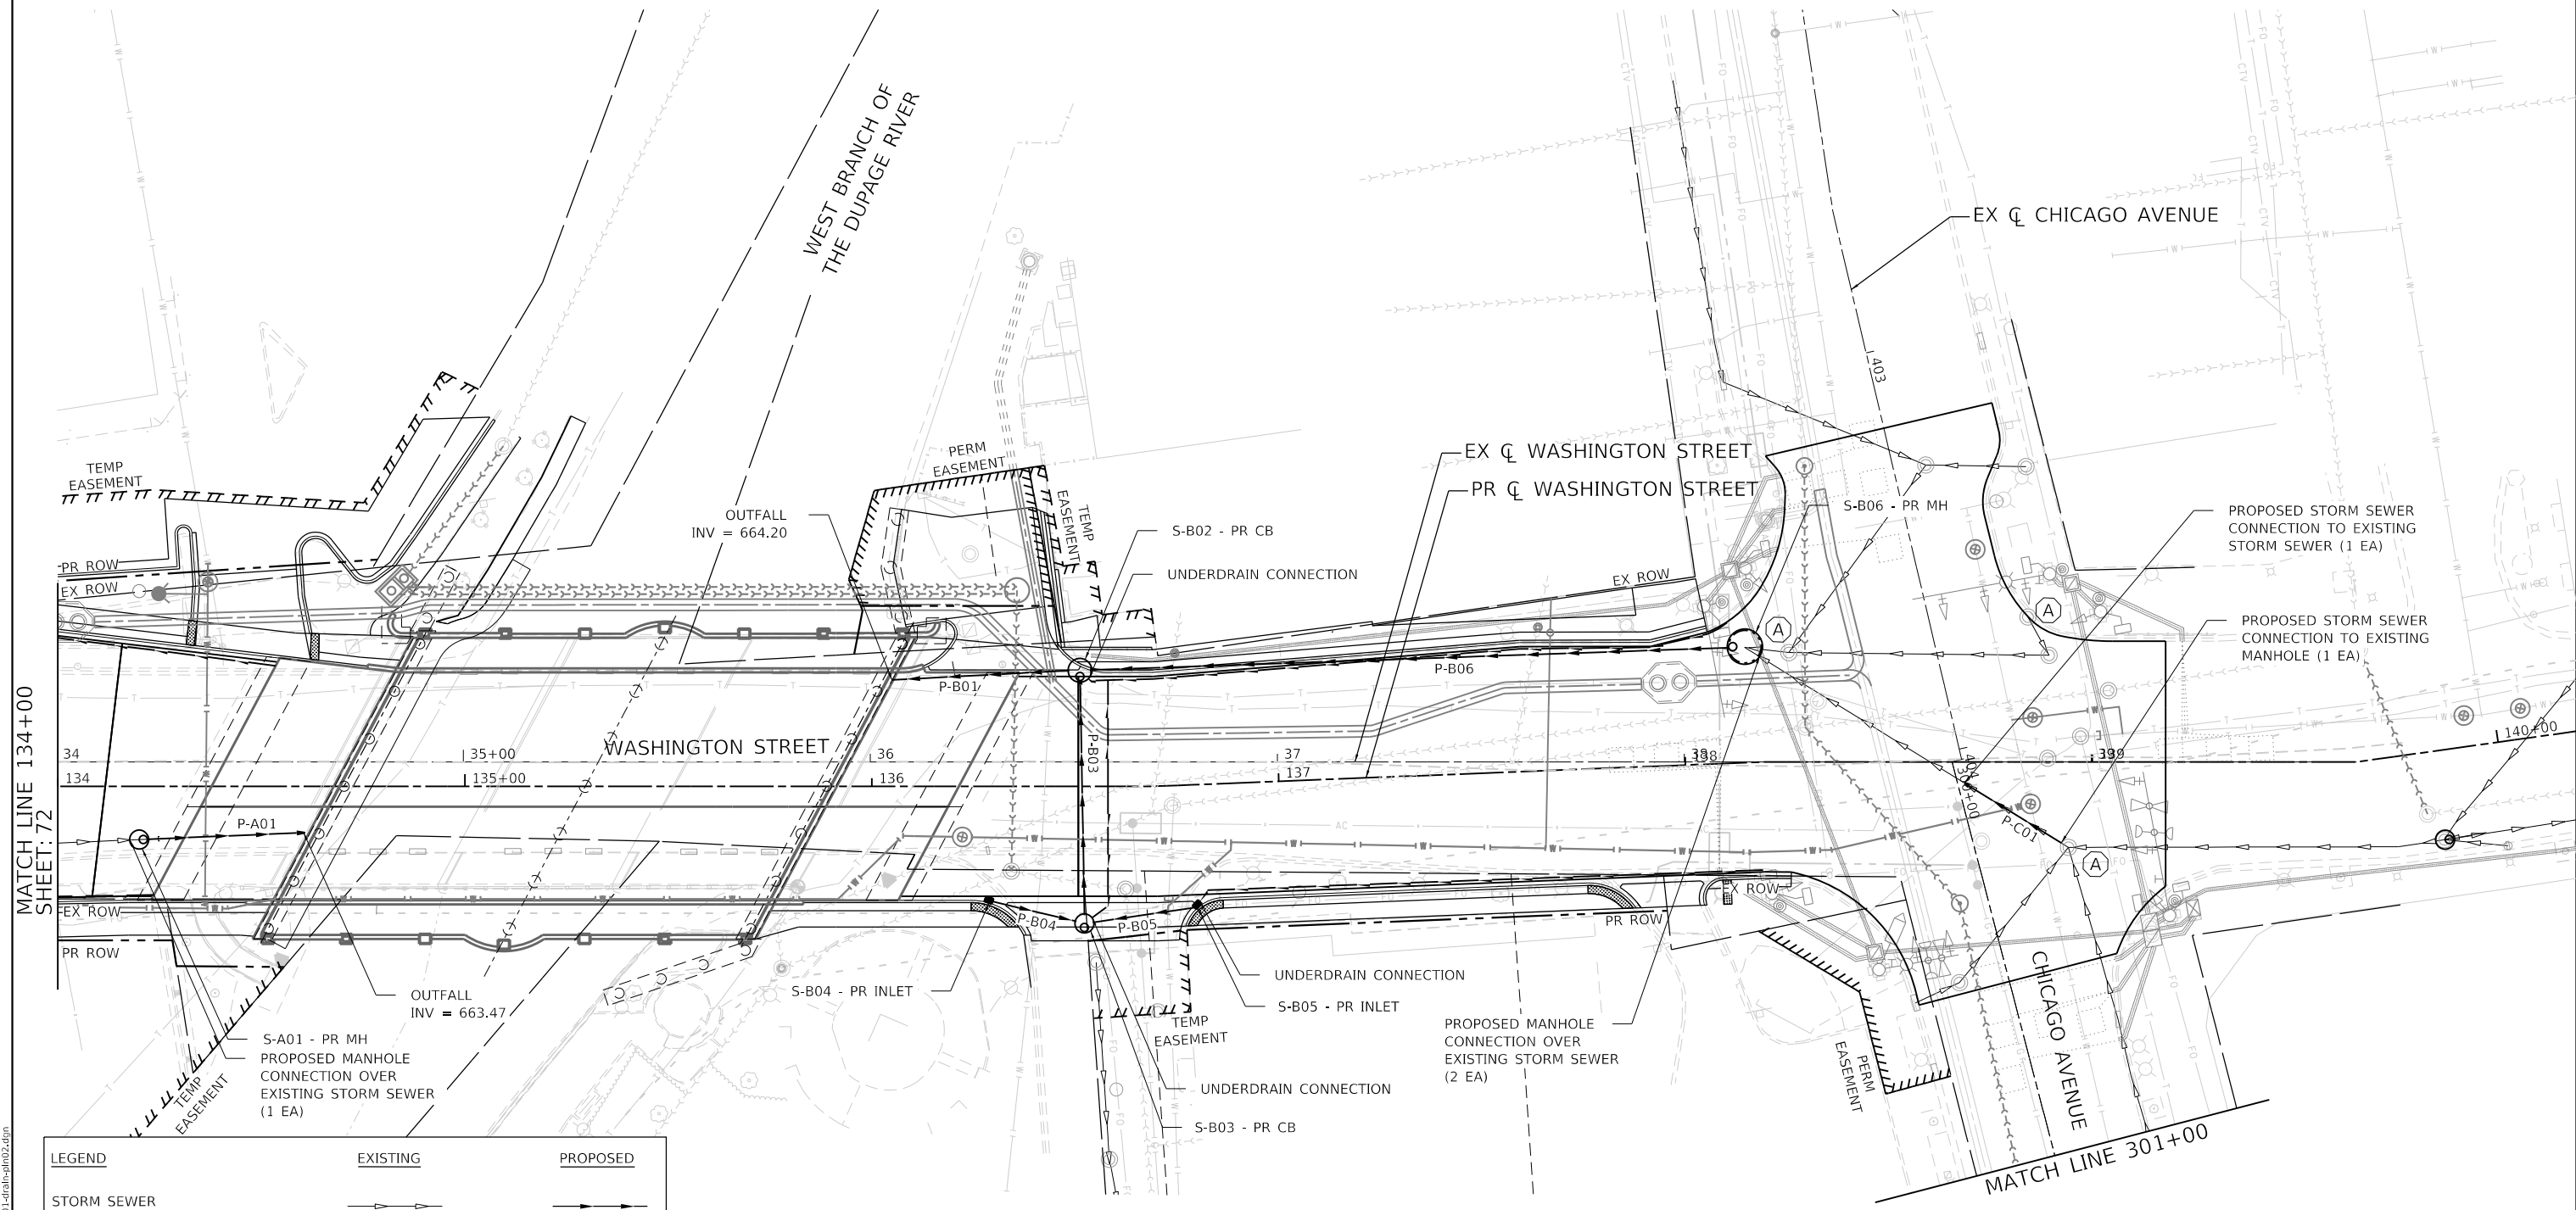 WEST BRANCH OF
THE DUPAGE RIVER
EX ℄ CHICAGO AVENUE
403
EX ℄ WASHINGTON STREET
PR ℄ WASHINGTON STREET
TEMP
EASEMENT
PERM
EASEMENT
TEMP
EASEMENT
OUTFALL
INV = 664.20
S-B02 - PR CB
UNDERDRAIN CONNECTION
S-B06 - PR MH
PROPOSED STORM SEWER
CONNECTION TO EXISTING
STORM SEWER (1 EA)
PROPOSED STORM SEWER
CONNECTION TO EXISTING
MANHOLE (1 EA)
PR ROW
EX ROW
EX ROW
A
A
P-B01
P-B06
P-B03
WASHINGTON STREET
34
35+00
36
37
38
39
134
135+00
136
137
138
139
140+00
300+00
P-A01
P-C01
A
MATCH LINE 134+00
SHEET: 72
EX ROW
PR ROW
P-B04
P-B05
EX ROW
PR ROW
UNDERDRAIN CONNECTION
S-B04 - PR INLET
S-B05 - PR INLET
OUTFALL
INV = 663.47
S-A01 - PR MH
PROPOSED MANHOLE
CONNECTION OVER
EXISTING STORM SEWER
(1 EA)
TEMP
EASEMENT
TEMP
EASEMENT
PROPOSED MANHOLE
CONNECTION OVER
EXISTING STORM SEWER
(2 EA)
PERM
EASEMENT
CHICAGO AVENUE
UNDERDRAIN CONNECTION
S-B03 - PR CB
MATCH LINE 301+00
LEGEND
EXISTING
PROPOSED
STORM SEWER